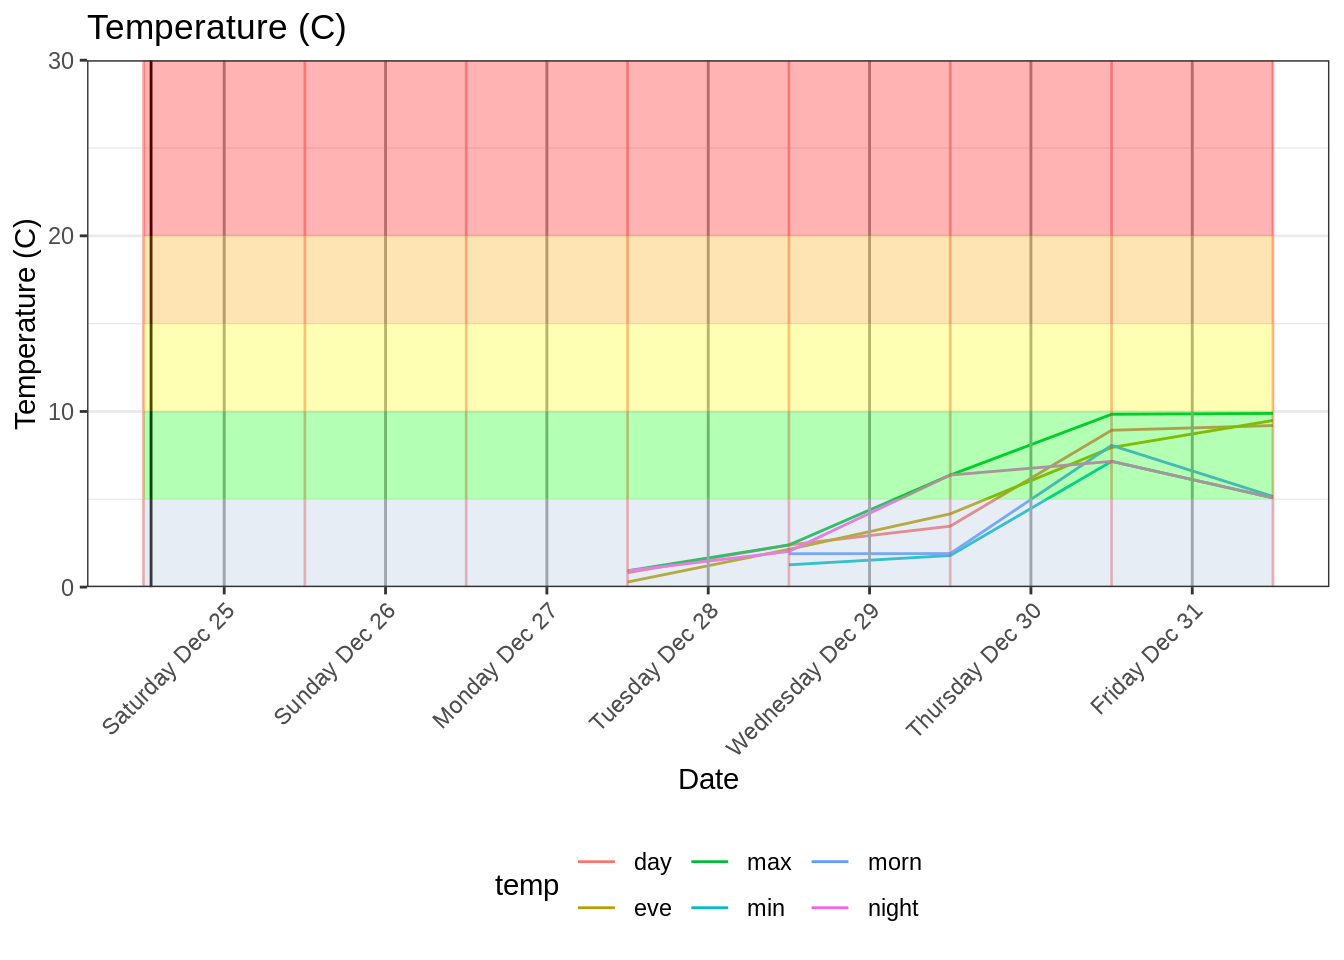 Temperature (C)
Temperature (C)
30
20
10
0
Saturday Dec 25
Sunday Dec 26
Monday Dec 27
Tuesday Dec 28
Wednesday Dec 29
Thursday Dec 30
Friday Dec 31
Date
temp
day
max
morn
eve
min
night